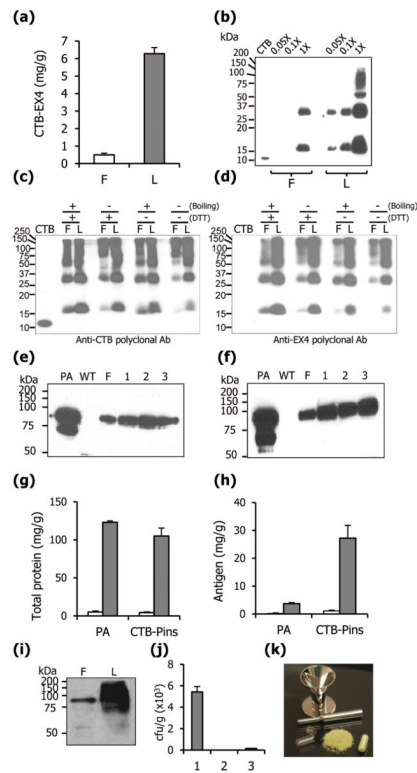 (a)
CTB-EX4 (mg/g)
7
6
5
4
3
2
1
0
F L
(b)
kDa
CTB 0.05X 0.1X 1X 0.05X 0.1X 1X
200
150
100
75
50
37
25
20
15
10
F L
(c)
+ - + - (Boiling)
+ + - - (DTT)
CTB F L F L F L F L
250
150
100
75
50
37
25
20
15
10
Anti-CTB polyclonal Ab
(d)
+ - + - (Boiling)
+ + - - (DTT)
CTB F L F L F L F L
250
150
100
75
50
37
25
20
15
10
Anti-EX4 polyclonal Ab
(e)
kDa PA WT F 1 2 3
200
150
100
75
50
(f)
kDa PA WT F 1 2 3
200
150
100
75
50
(g)
Total protein (mg/g)
150
100
50
0
PA CTB-Pins
(h)
Antigen (mg/g)
40
30
20
10
0
PA CTB-Pins
(i)
kDa F L
200
150
100
75
50
(j)
cfu/g (x10³)
8
6
4
2
0
1 2 3
(k)